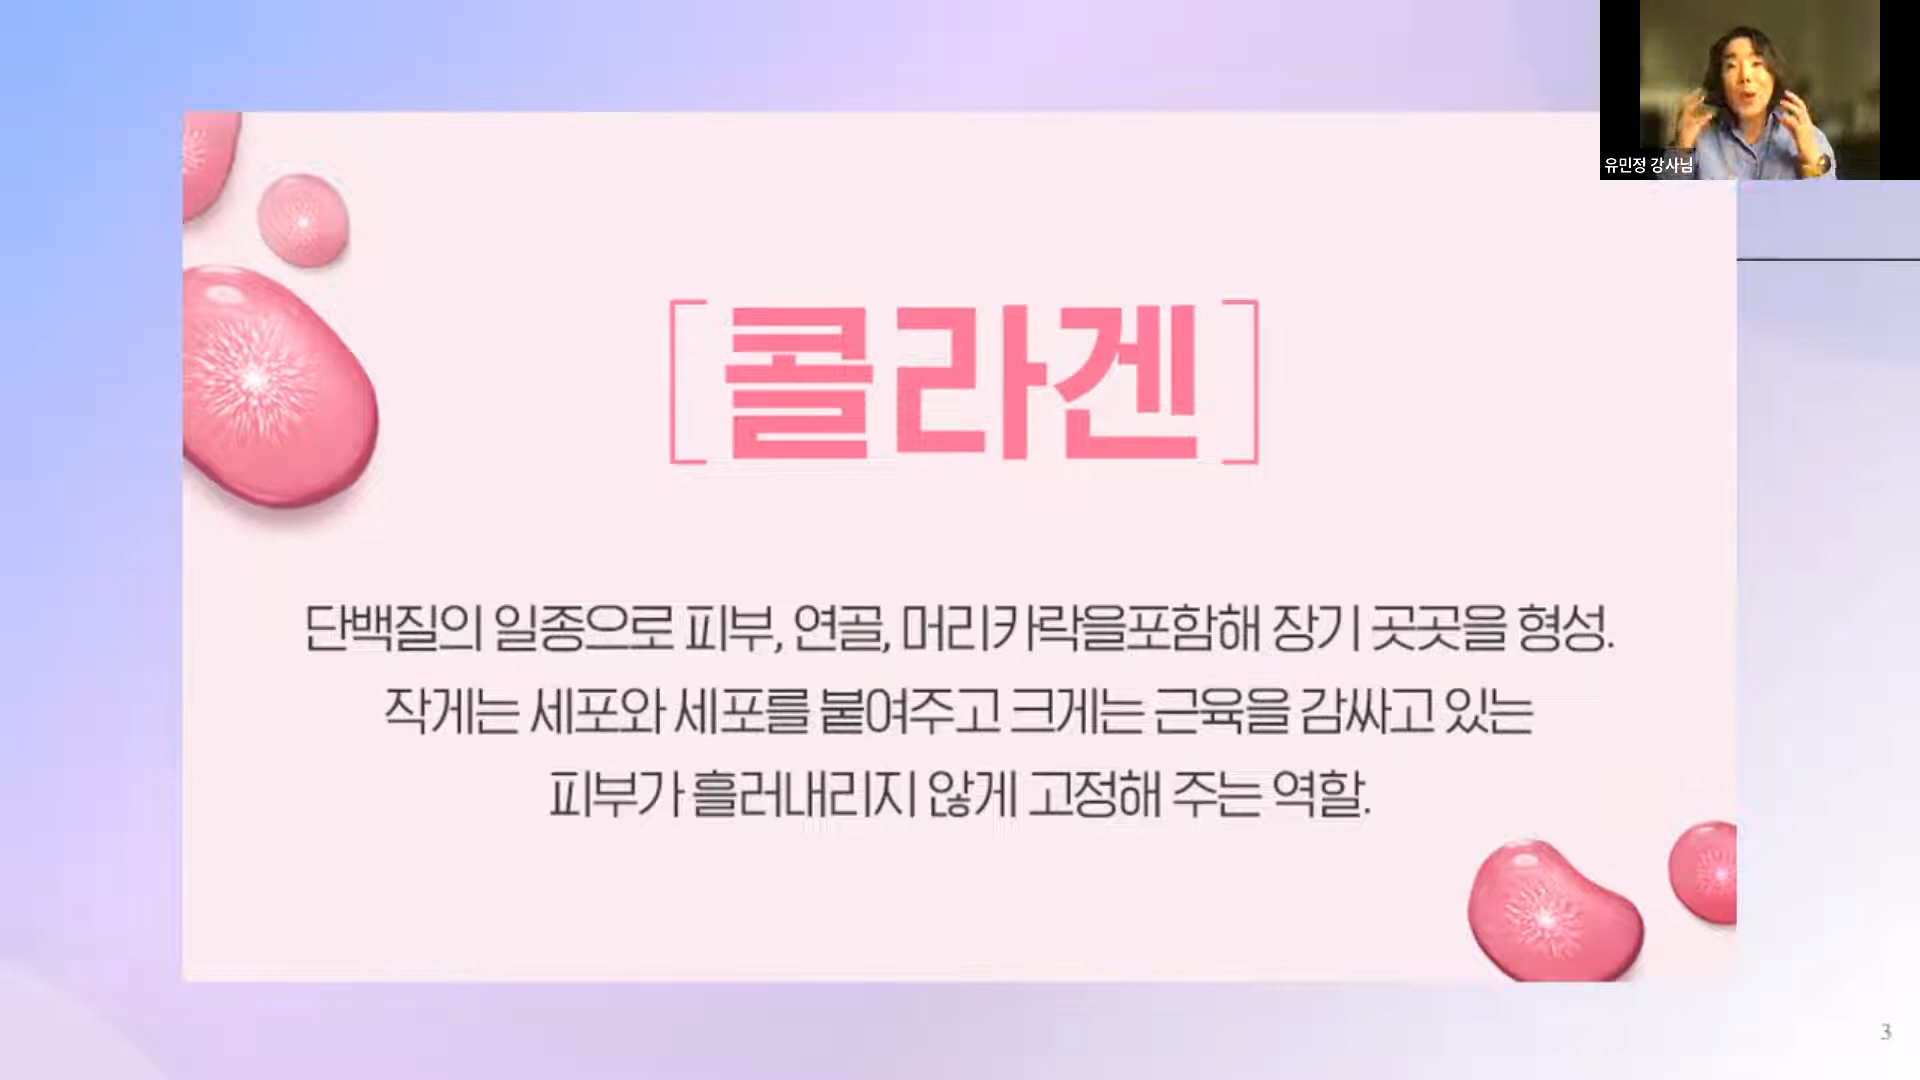 유민정 강사님
[콜라겐]
단백질의 일종으로 피부, 연골, 머리카락을포함해 장기 곳곳을 형성.
작게는 세포와 세포를 붙여주고 크게는 근육을 감싸고 있는
피부가 흘러내리지 않게 고정해 주는 역할.
3